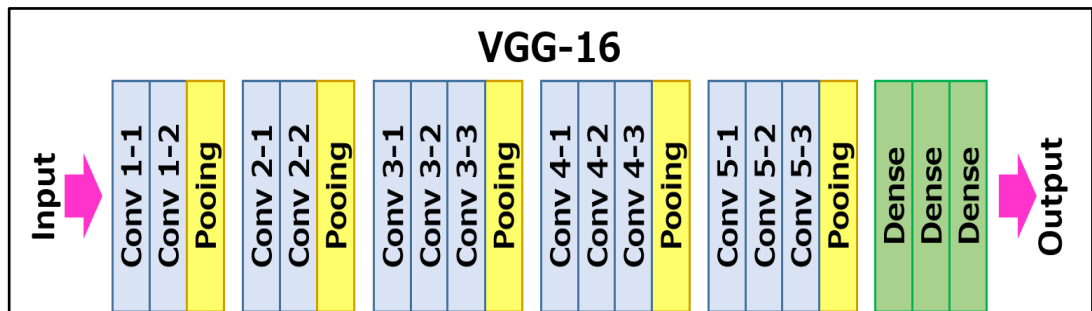 VGG-16
Input
Conv 1-1
Conv 1-2
Pooing
Conv 2-1
Conv 2-2
Pooing
Conv 3-1
Conv 3-2
Conv 3-3
Pooing
Conv 4-1
Conv 4-2
Conv 4-3
Pooing
Conv 5-1
Conv 5-2
Conv 5-3
Pooing
Dense
Dense
Dense
Output